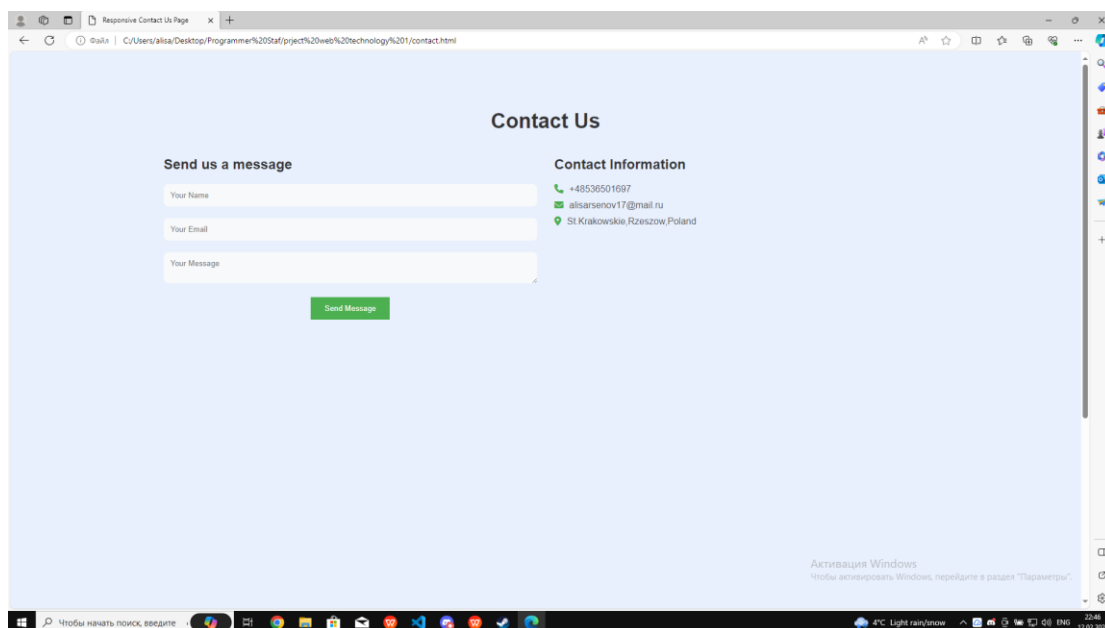 Responsive Contact Us Page
Файл C:/Users/alisa/Desktop/Programmer%20Staf/prject%20web%20technology%201/contact.html
Contact Us
Send us a message
Your Name
Your Email
Your Message
Send Message
Contact Information
+48536501697
alisarsenov17@mail.ru
St.Krakowskie,Rzeszow,Poland
Активация Windows
Чтобы активировать Windows, перейдите в раздел "Параметры".
Чтобы начать поиск, введите
4°C Light rain/snow
ENG
22:46